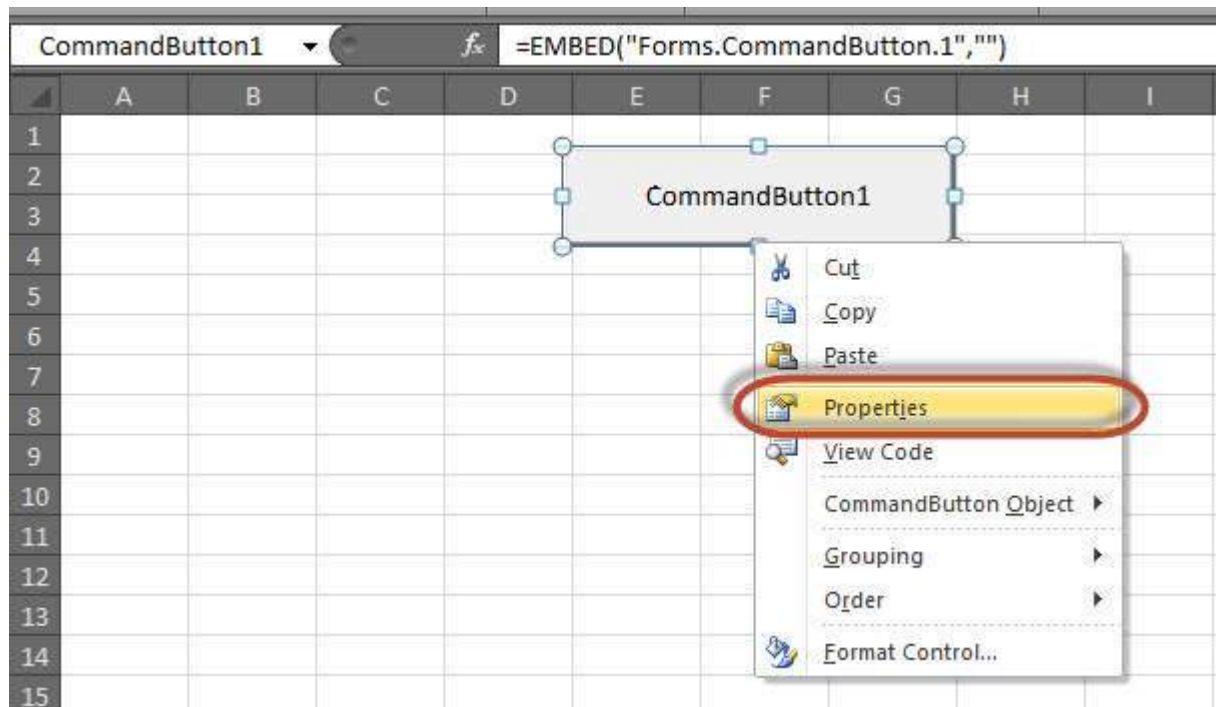 CommandButton1 fx =EMBED("Forms.CommandButton.1","")
A B C D E F G H I
1
2
CommandButton1
3
4
Cut
5
Copy
6
Paste
7
Properties
8
View Code
9
10
CommandButton Object
11
Grouping
12
Order
13
14
Format Control...
15